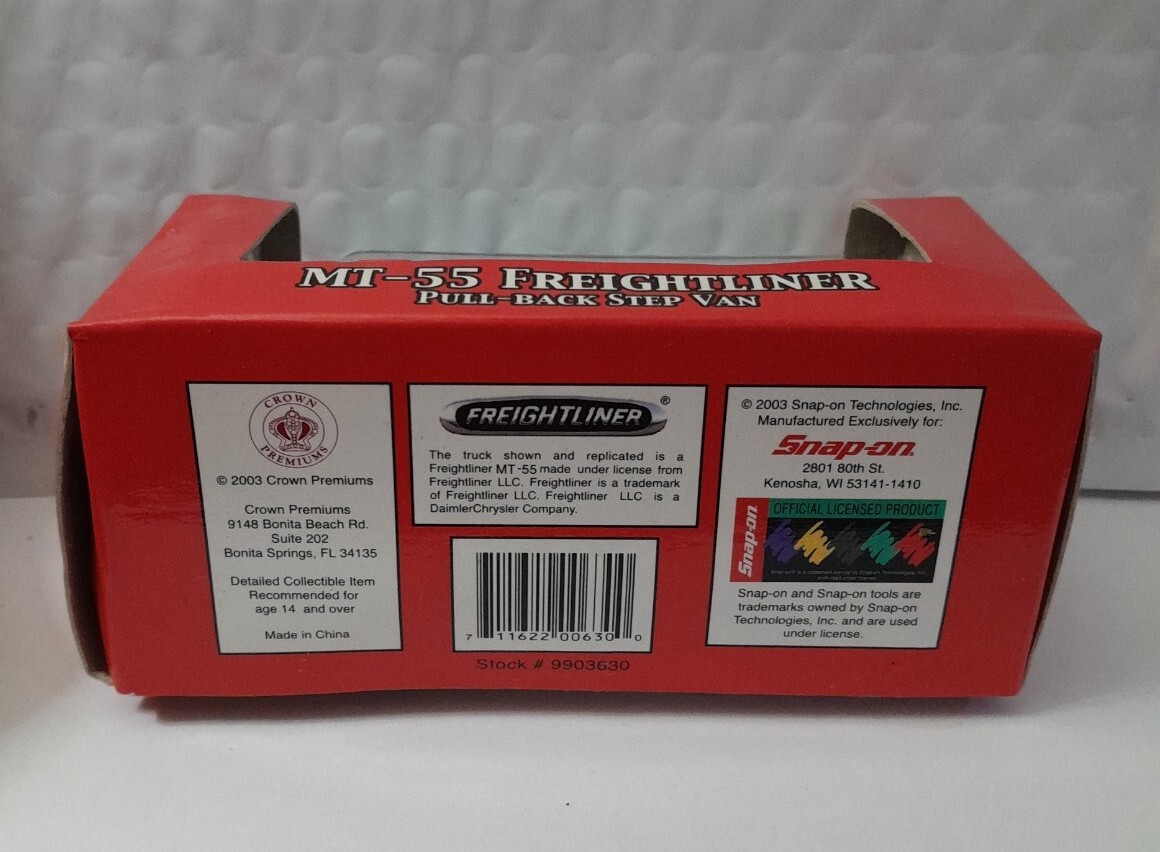 MT-55 FREIGHTLINER
PULL-BACK STEP VAN
CROWN
PREMIUMS
© 2003 Crown Premiums
Crown Premiums
9148 Bonita Beach Rd.
Suite 202
Bonita Springs, FL 34135
Detailed Collectible Item
Recommended for
age 14 and over
Made in China
FREIGHTLINER®
The truck shown and replicated is a
Freightliner MT-55 made under license from
Freightliner LLC. Freightliner is a trademark
of Freightliner LLC. Freightliner LLC is a
DaimlerChrysler Company.
7 11622 00630 0
Stock # 9903630
© 2003 Snap-on Technologies, Inc.
Manufactured Exclusively for:
Snap-on
2801 80th St.
Kenosha, WI 53141-1410
Snap-on
OFFICIAL LICENSED PRODUCT
Snap-on and Snap-on tools are
trademarks owned by Snap-on
Technologies, Inc. and are used
under license.